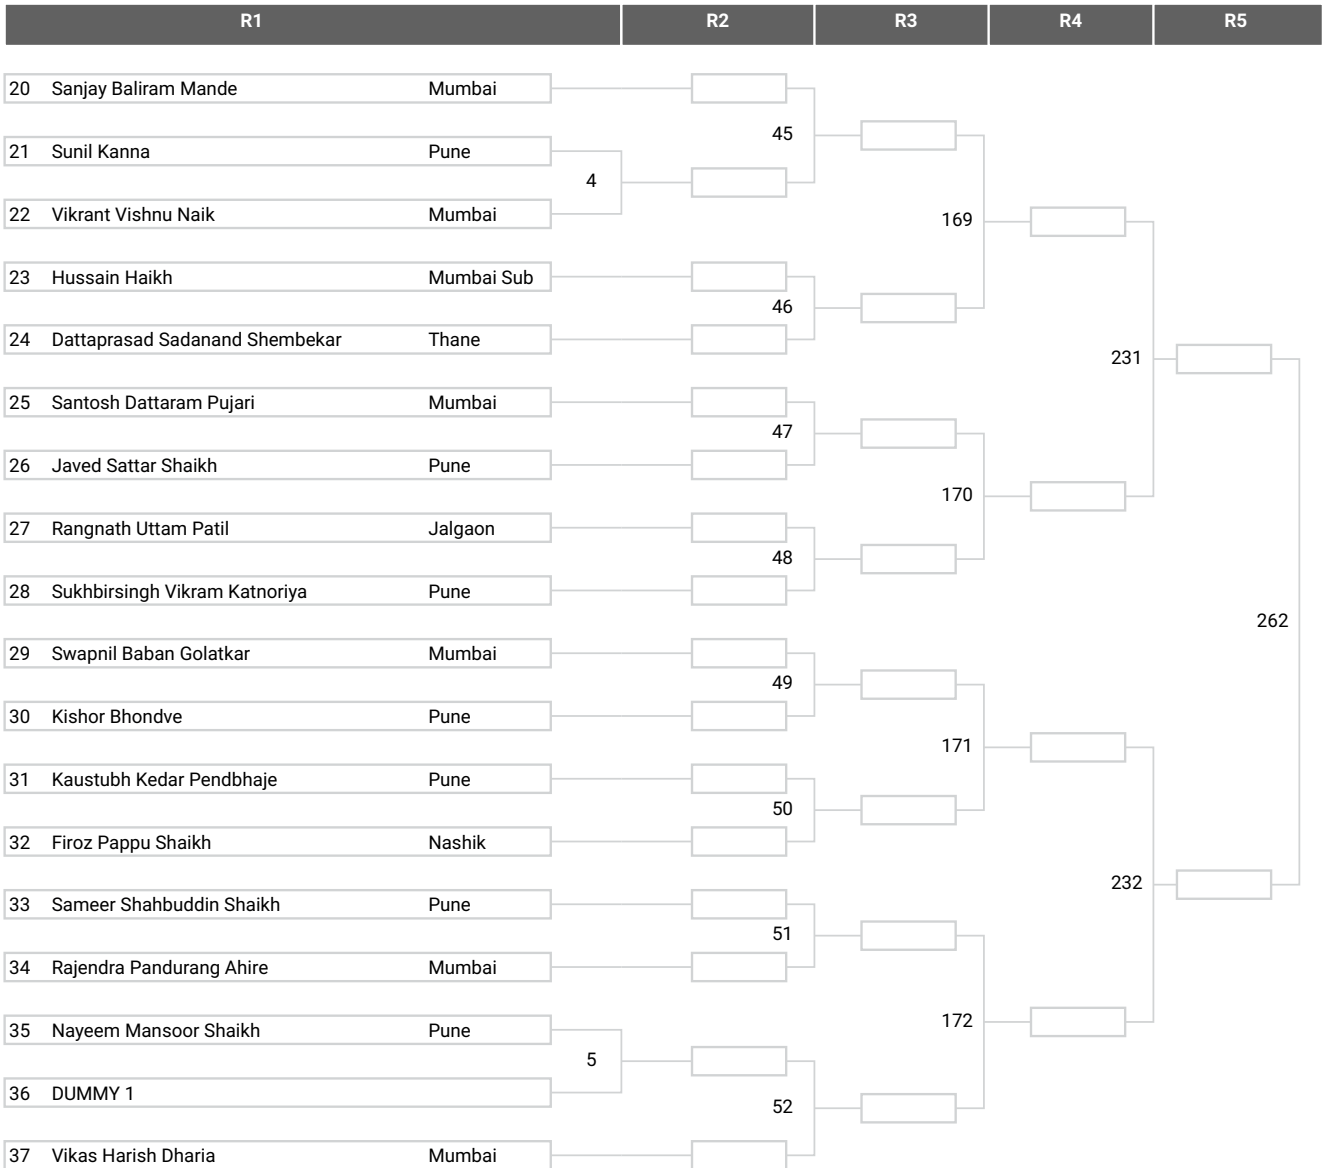 R1 R2 R3 R4 R5
20 Sanjay Baliram Mande Mumbai
45
21 Sunil Kanna Pune
4
22 Vikrant Vishnu Naik Mumbai
169
23 Hussain Haikh Mumbai Sub
46
24 Dattaprasad Sadanand Shembekar Thane
231
25 Santosh Dattaram Pujari Mumbai
47
26 Javed Sattar Shaikh Pune
170
27 Rangnath Uttam Patil Jalgaon
48
28 Sukhbirsingh Vikram Katnoriya Pune
262
29 Swapnil Baban Golatkar Mumbai
49
30 Kishor Bhondve Pune
171
31 Kaustubh Kedar Pendbhaje Pune
50
32 Firoz Pappu Shaikh Nashik
232
33 Sameer Shahbuddin Shaikh Pune
51
34 Rajendra Pandurang Ahire Mumbai
172
35 Nayeem Mansoor Shaikh Pune
5
36 DUMMY 1
52
37 Vikas Harish Dharia Mumbai